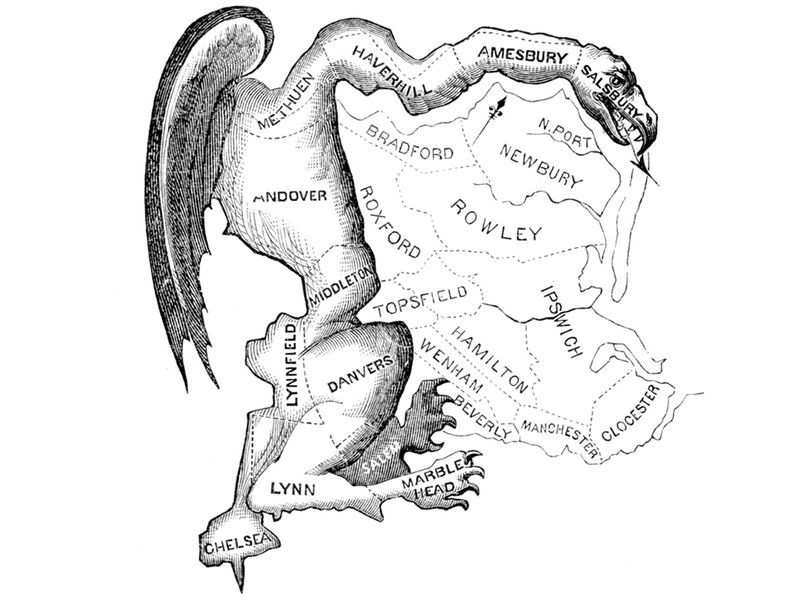 AMESBURY
HAVERHILL
SALSBURY
METHUEN
N. PORT
BRADFORD
NEWBURY
ANDOVER
ROXFORD
ROWLEY
MIDDLETON
TOPSFIELD
IPSWICH
LYNNFIELD
HAMILTON
DANVERS
WENHAM
BEVERLY
MANCHESTER
CLOCESTER
SALEM
MARBLE
HEAD
LYNN
CHELSEA